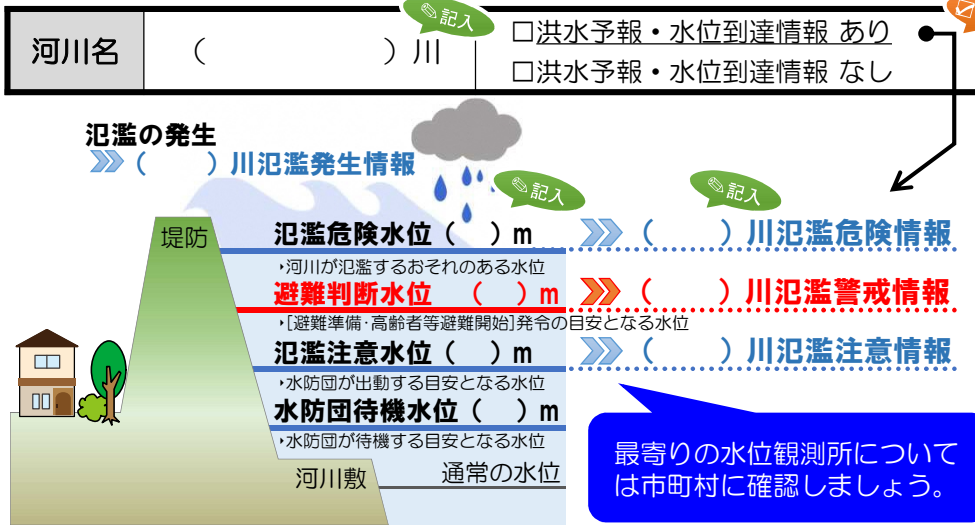 河川名 （　　　　　　　）川
記入
□洪水予報・水位到達情報 あり
□洪水予報・水位到達情報 なし
氾濫の発生
（　　）川氾濫発生情報
記入
記入
堤防
氾濫危険水位（　）m
（　　）川氾濫危険情報
・河川が氾濫するおそれのある水位
避難判断水位　（　）m
（　　）川氾濫警戒情報
・[避難準備･高齢者等避難開始]発令の目安となる水位
氾濫注意水位（　）m
（　　）川氾濫注意情報
・水防団が出動する目安となる水位
水防団待機水位（　）m
・水防団が待機する目安となる水位
河川敷
通常の水位
最寄りの水位観測所について
は市町村に確認しましょう。